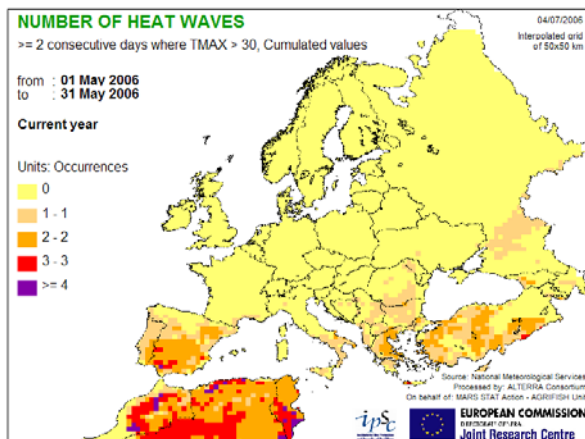 NUMBER OF HEAT WAVES
>= 2 consecutive days where TMAX > 30, Cumulated values
04/07/2006
Interpolated grid
of 50x50 km
from : 01 May 2006
to : 31 May 2006
Current year
Units: Occurrences
0
1 - 1
2 - 2
3 - 3
>= 4
Source: National Meteorological Services
Processed by: ALTERRA Consortium
On behalf of: MARS STAT Action - AGRIFISH Unit
ipsc
EUROPEAN COMMISSION
Joint Research Centre